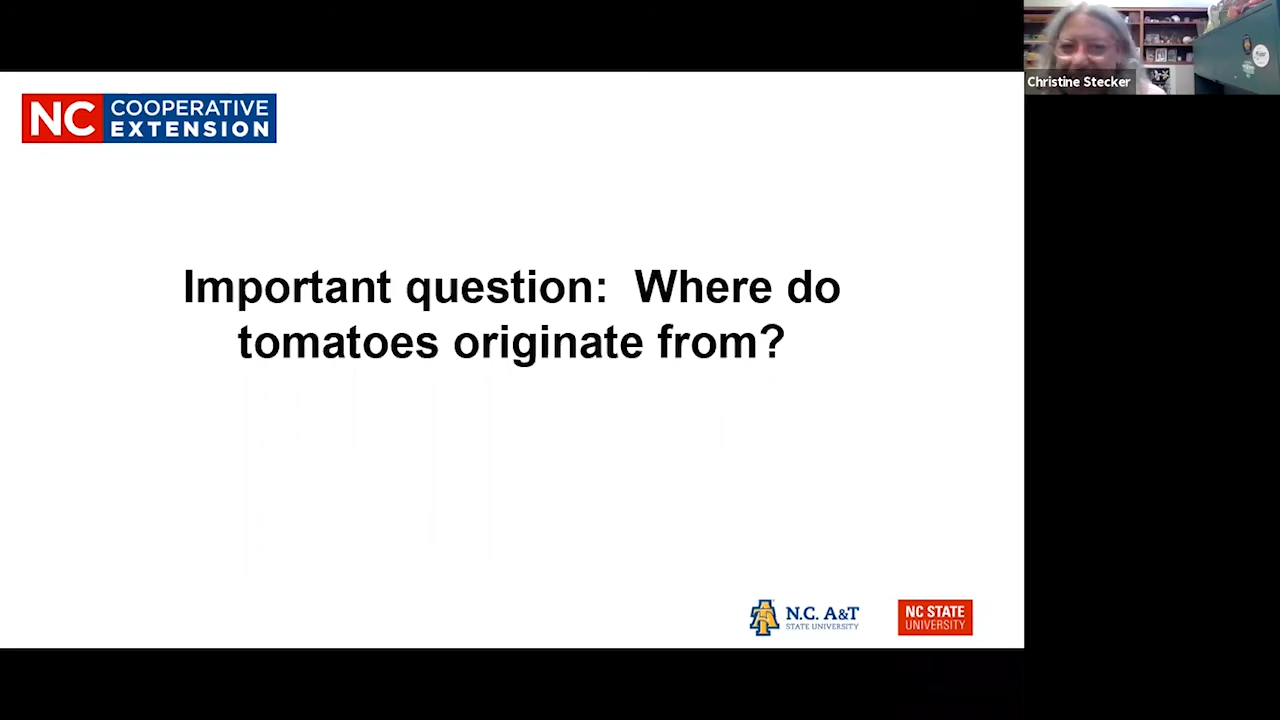 Christine Stecker
NC COOPERATIVE
EXTENSION
Important question:  Where do
tomatoes originate from?
N.C. A&T
STATE UNIVERSITY
NC STATE
UNIVERSITY